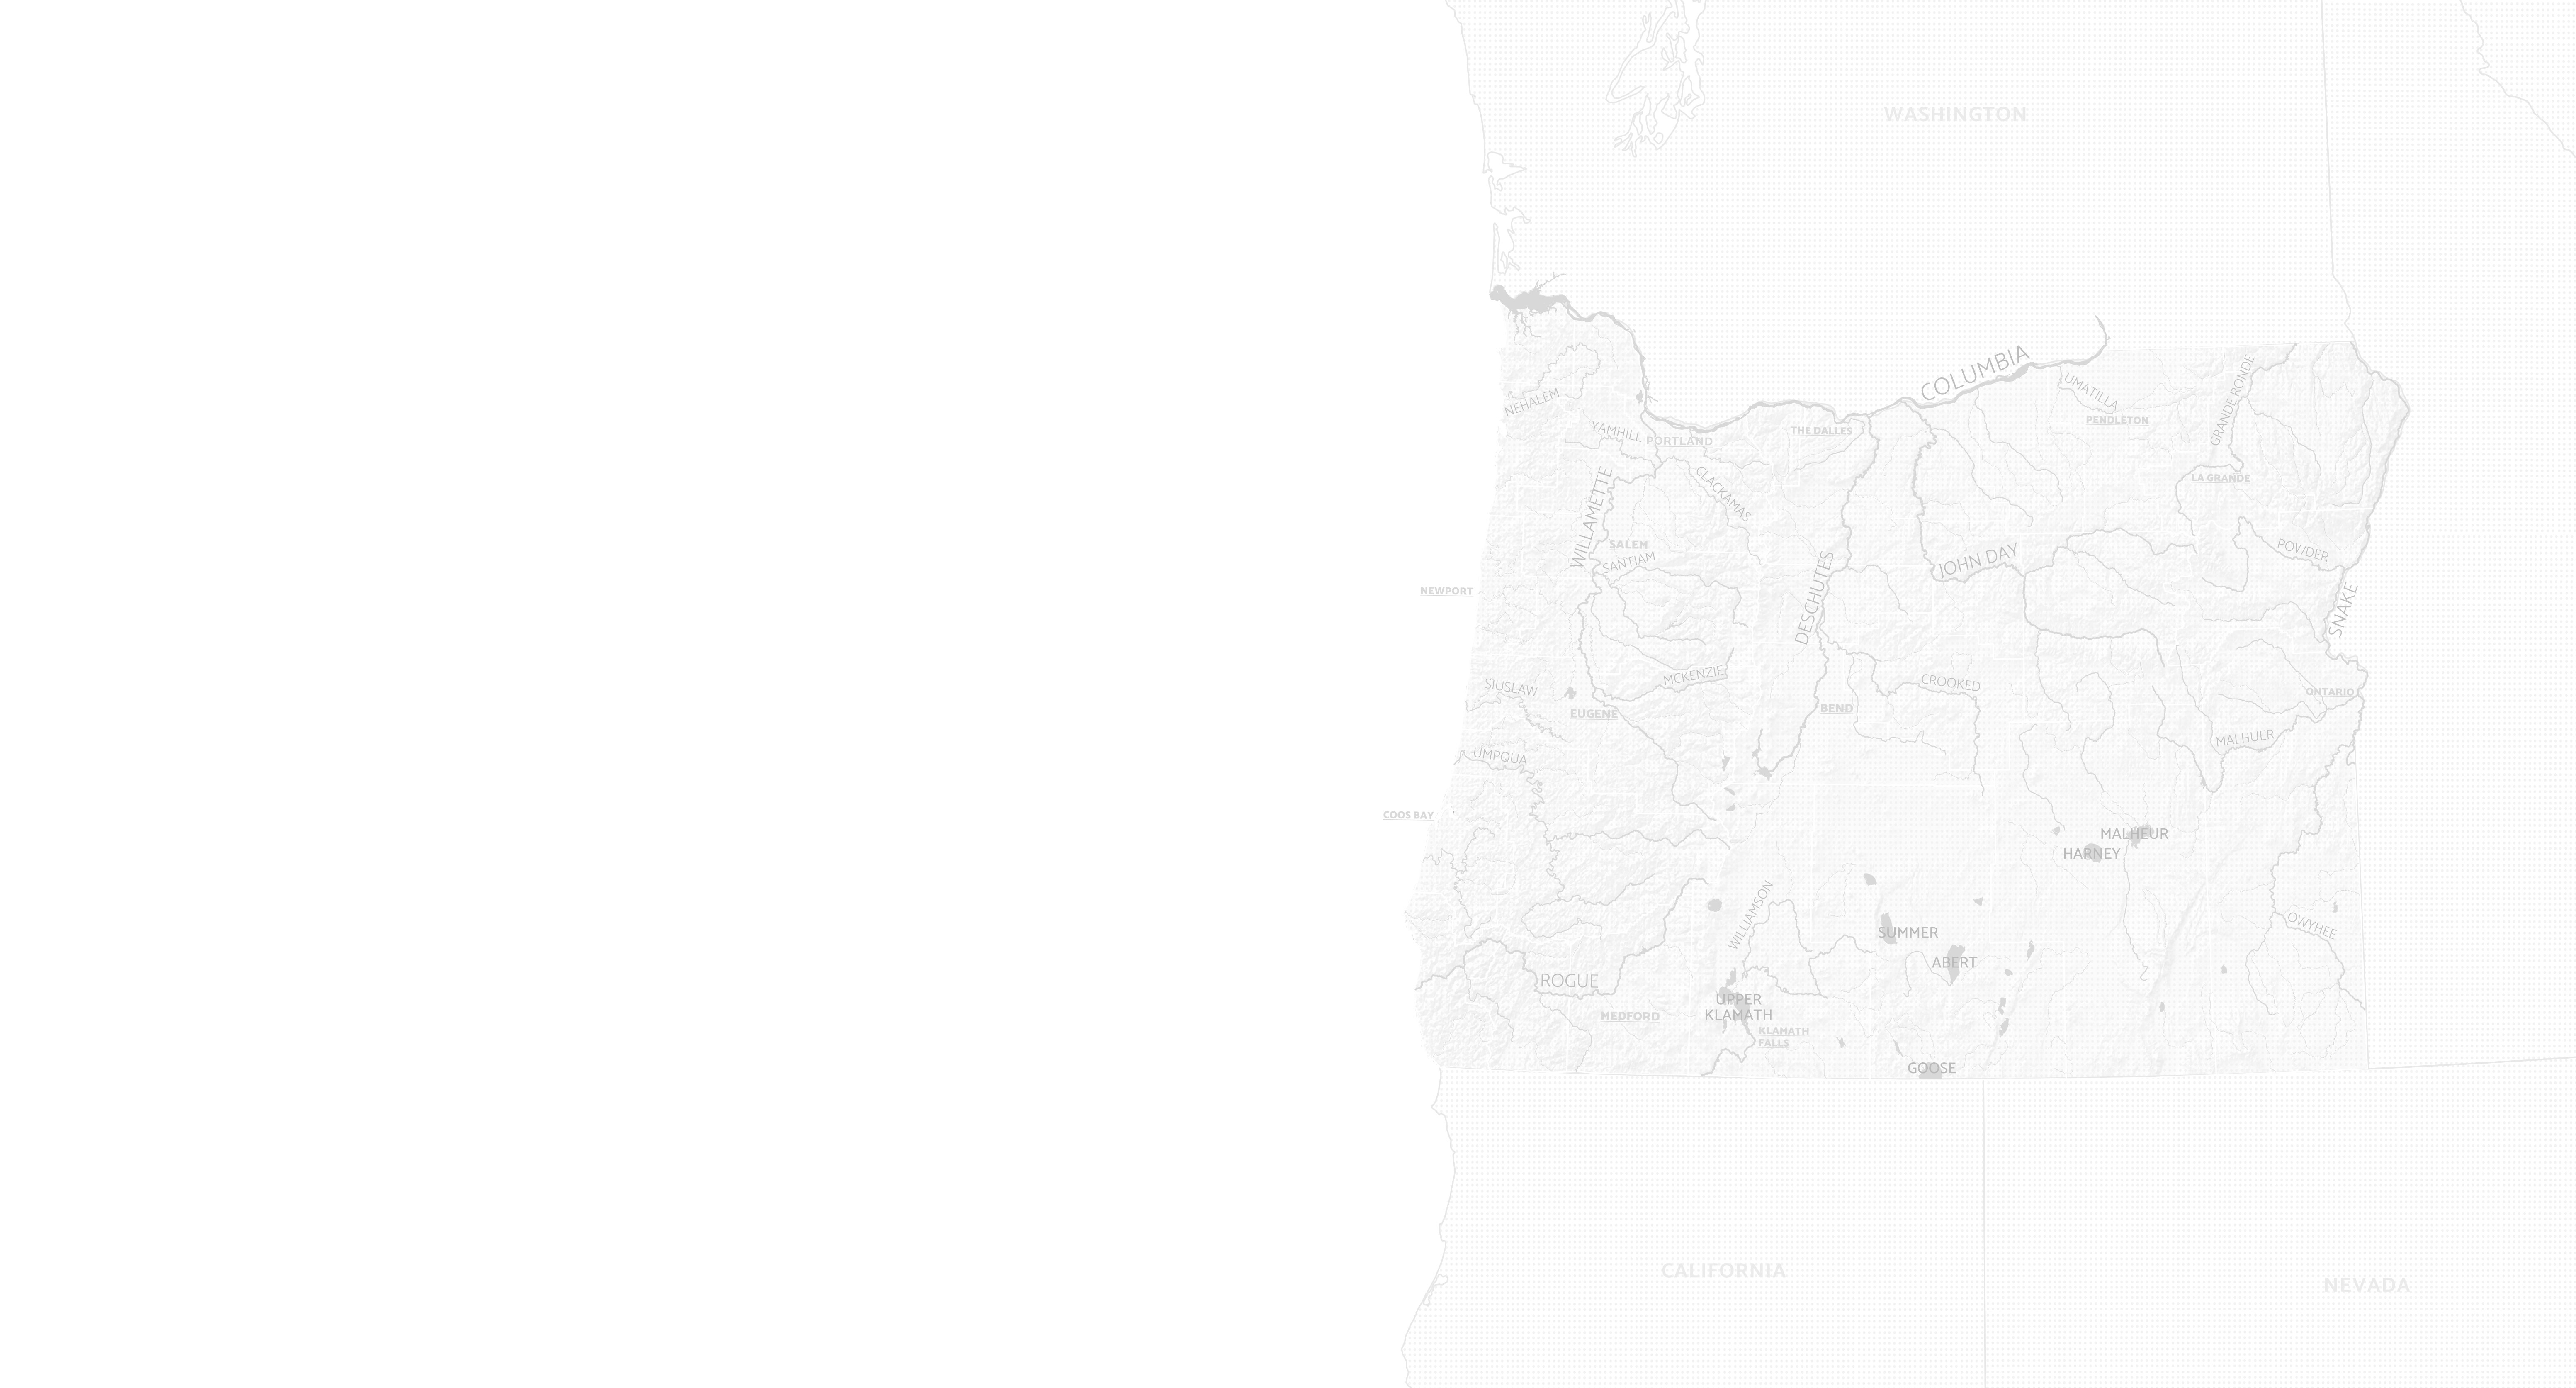 WASHINGTON
COLUMBIA
UMATILLA
GRANDE RONDE
NEHALEM
PENDLETON
YAMHILL
PORTLAND
THE DALLES
CLACKAMAS
LA GRANDE
WILLAMETTE
SALEM
SANTIAM
JOHN DAY
POWDER
DESCHUTES
NEWPORT
SNAKE
SIUSLAW
MCKENZIE
CROOKED
ONTARIO
EUGENE
BEND
MALHUER
UMPQUA
COOS BAY
MALHEUR
HARNEY
WILLIAMSON
SUMMER
OWYHEE
ABERT
ROGUE
UPPER
KLAMATH
MEDFORD
KLAMATH
FALLS
GOOSE
CALIFORNIA
NEVADA